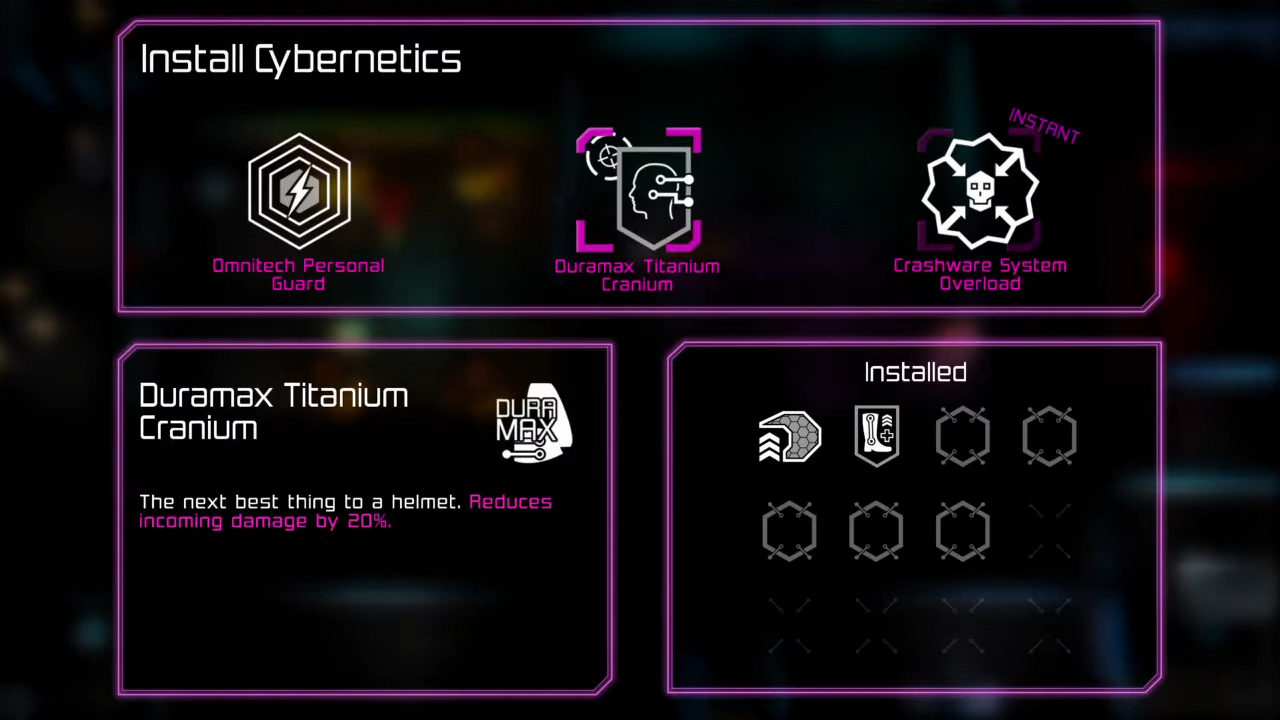 Install Cybernetics
INSTANT
Omnitech Personal
Guard
Duramax Titanium
Cranium
Crashware System
Overload
Duramax Titanium
Cranium
DURA
MAX
The next best thing to a helmet. Reduces
incoming damage by 20%.
Installed